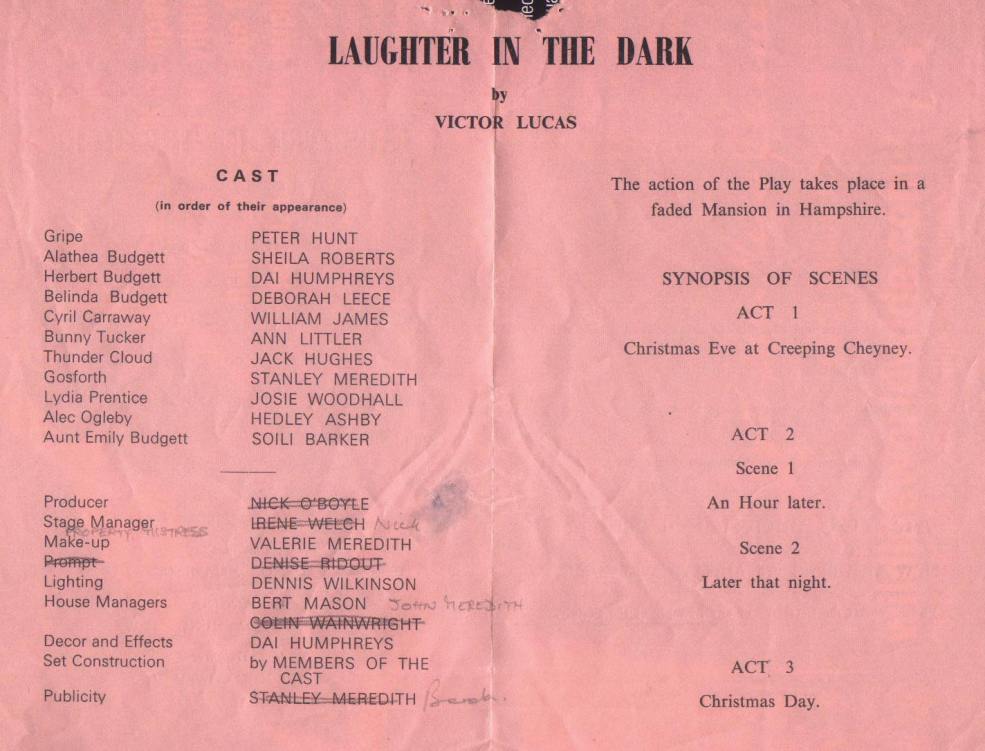 LAUGHTER IN THE DARK
by
VICTOR LUCAS
CAST
(in order of their appearance)
Gripe PETER HUNT
Alathea Budgett SHEILA ROBERTS
Herbert Budgett DAI HUMPHREYS
Belinda Budgett DEBORAH LEECE
Cyril Carraway WILLIAM JAMES
Bunny Tucker ANN LITTLER
Thunder Cloud JACK HUGHES
Gosforth STANLEY MEREDITH
Lydia Prentice JOSIE WOODHALL
Alec Ogleby HEDLEY ASHBY
Aunt Emily Budgett SOILI BARKER
Producer NICK O'BOYLE
Stage Manager IRENE WELCH Nick
PROPERTY MISTRESS
Make-up VALERIE MEREDITH
Prompt DENISE RIDOUT
Lighting DENNIS WILKINSON
House Managers BERT MASON JOHN MEREDITH
COLIN WAINWRIGHT
Decor and Effects DAI HUMPHREYS
Set Construction by MEMBERS OF THE
CAST
Publicity STANLEY MEREDITH
The action of the Play takes place in a
faded Mansion in Hampshire.
SYNOPSIS OF SCENES
ACT 1
Christmas Eve at Creeping Cheyney.
ACT 2
Scene 1
An Hour later.
Scene 2
Later that night.
ACT 3
Christmas Day.